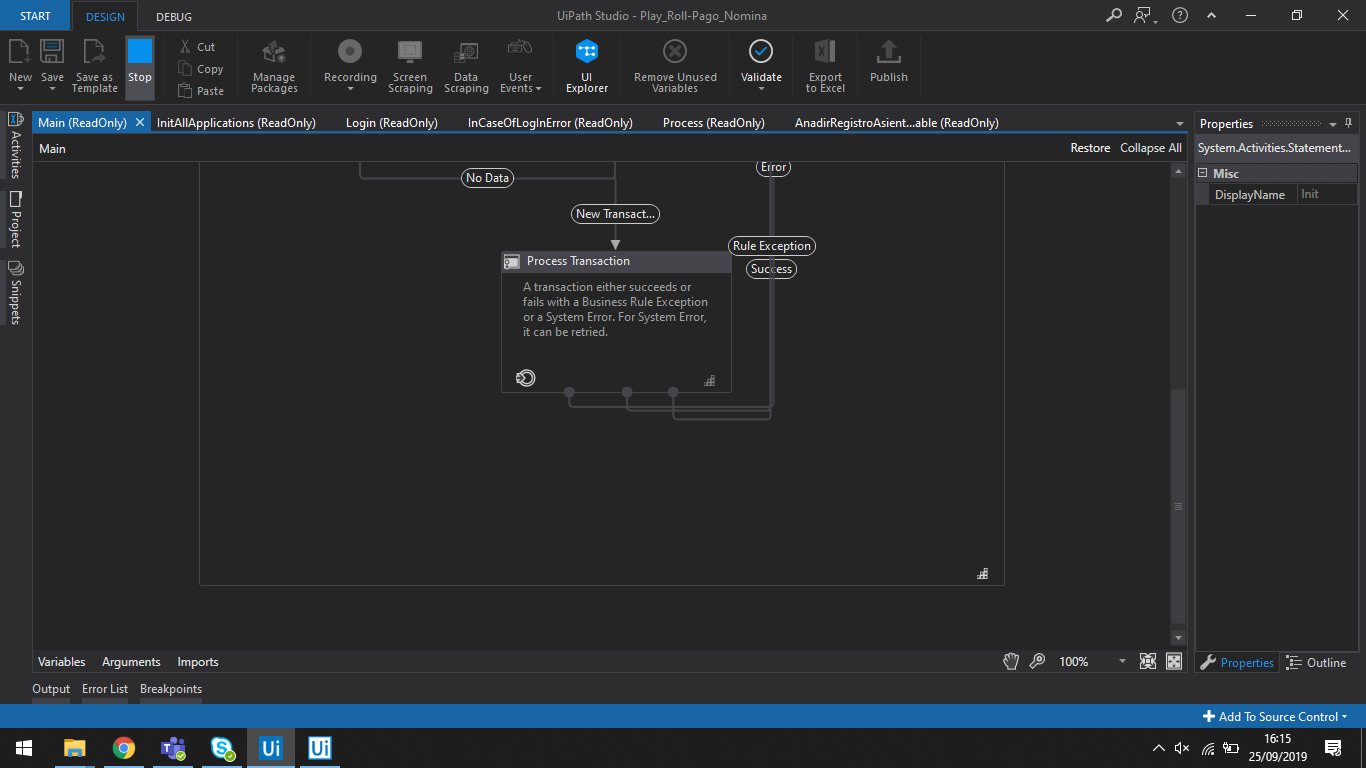 START
DESIGN
DEBUG
UiPath Studio - Play_Roll-Pago_Nomina
New
Save
Save as
Template
Stop
Cut
Copy
Paste
Manage
Packages
Recording
Screen
Scraping
Data
Scraping
User
Events
UI
Explorer
Remove Unused
Variables
Validate
Export
to Excel
Publish
Main (ReadOnly)
InitAllApplications (ReadOnly)
Login (ReadOnly)
InCaseOfLogInError (ReadOnly)
Process (ReadOnly)
AnadirRegistroAsient...able (ReadOnly)
Activities
Project
Snippets
Main
Restore
Collapse All
No Data
Error
New Transact...
Rule Exception
Success
Process Transaction
A transaction either succeeds or
fails with a Business Rule Exception
or a System Error. For System Error,
it can be retried.
Properties
System.Activities.Statement...
Misc
DisplayName
Init
Variables
Arguments
Imports
100%
Properties
Outline
Output
Error List
Breakpoints
Add To Source Control
Ui
Ui
16:15
25/09/2019